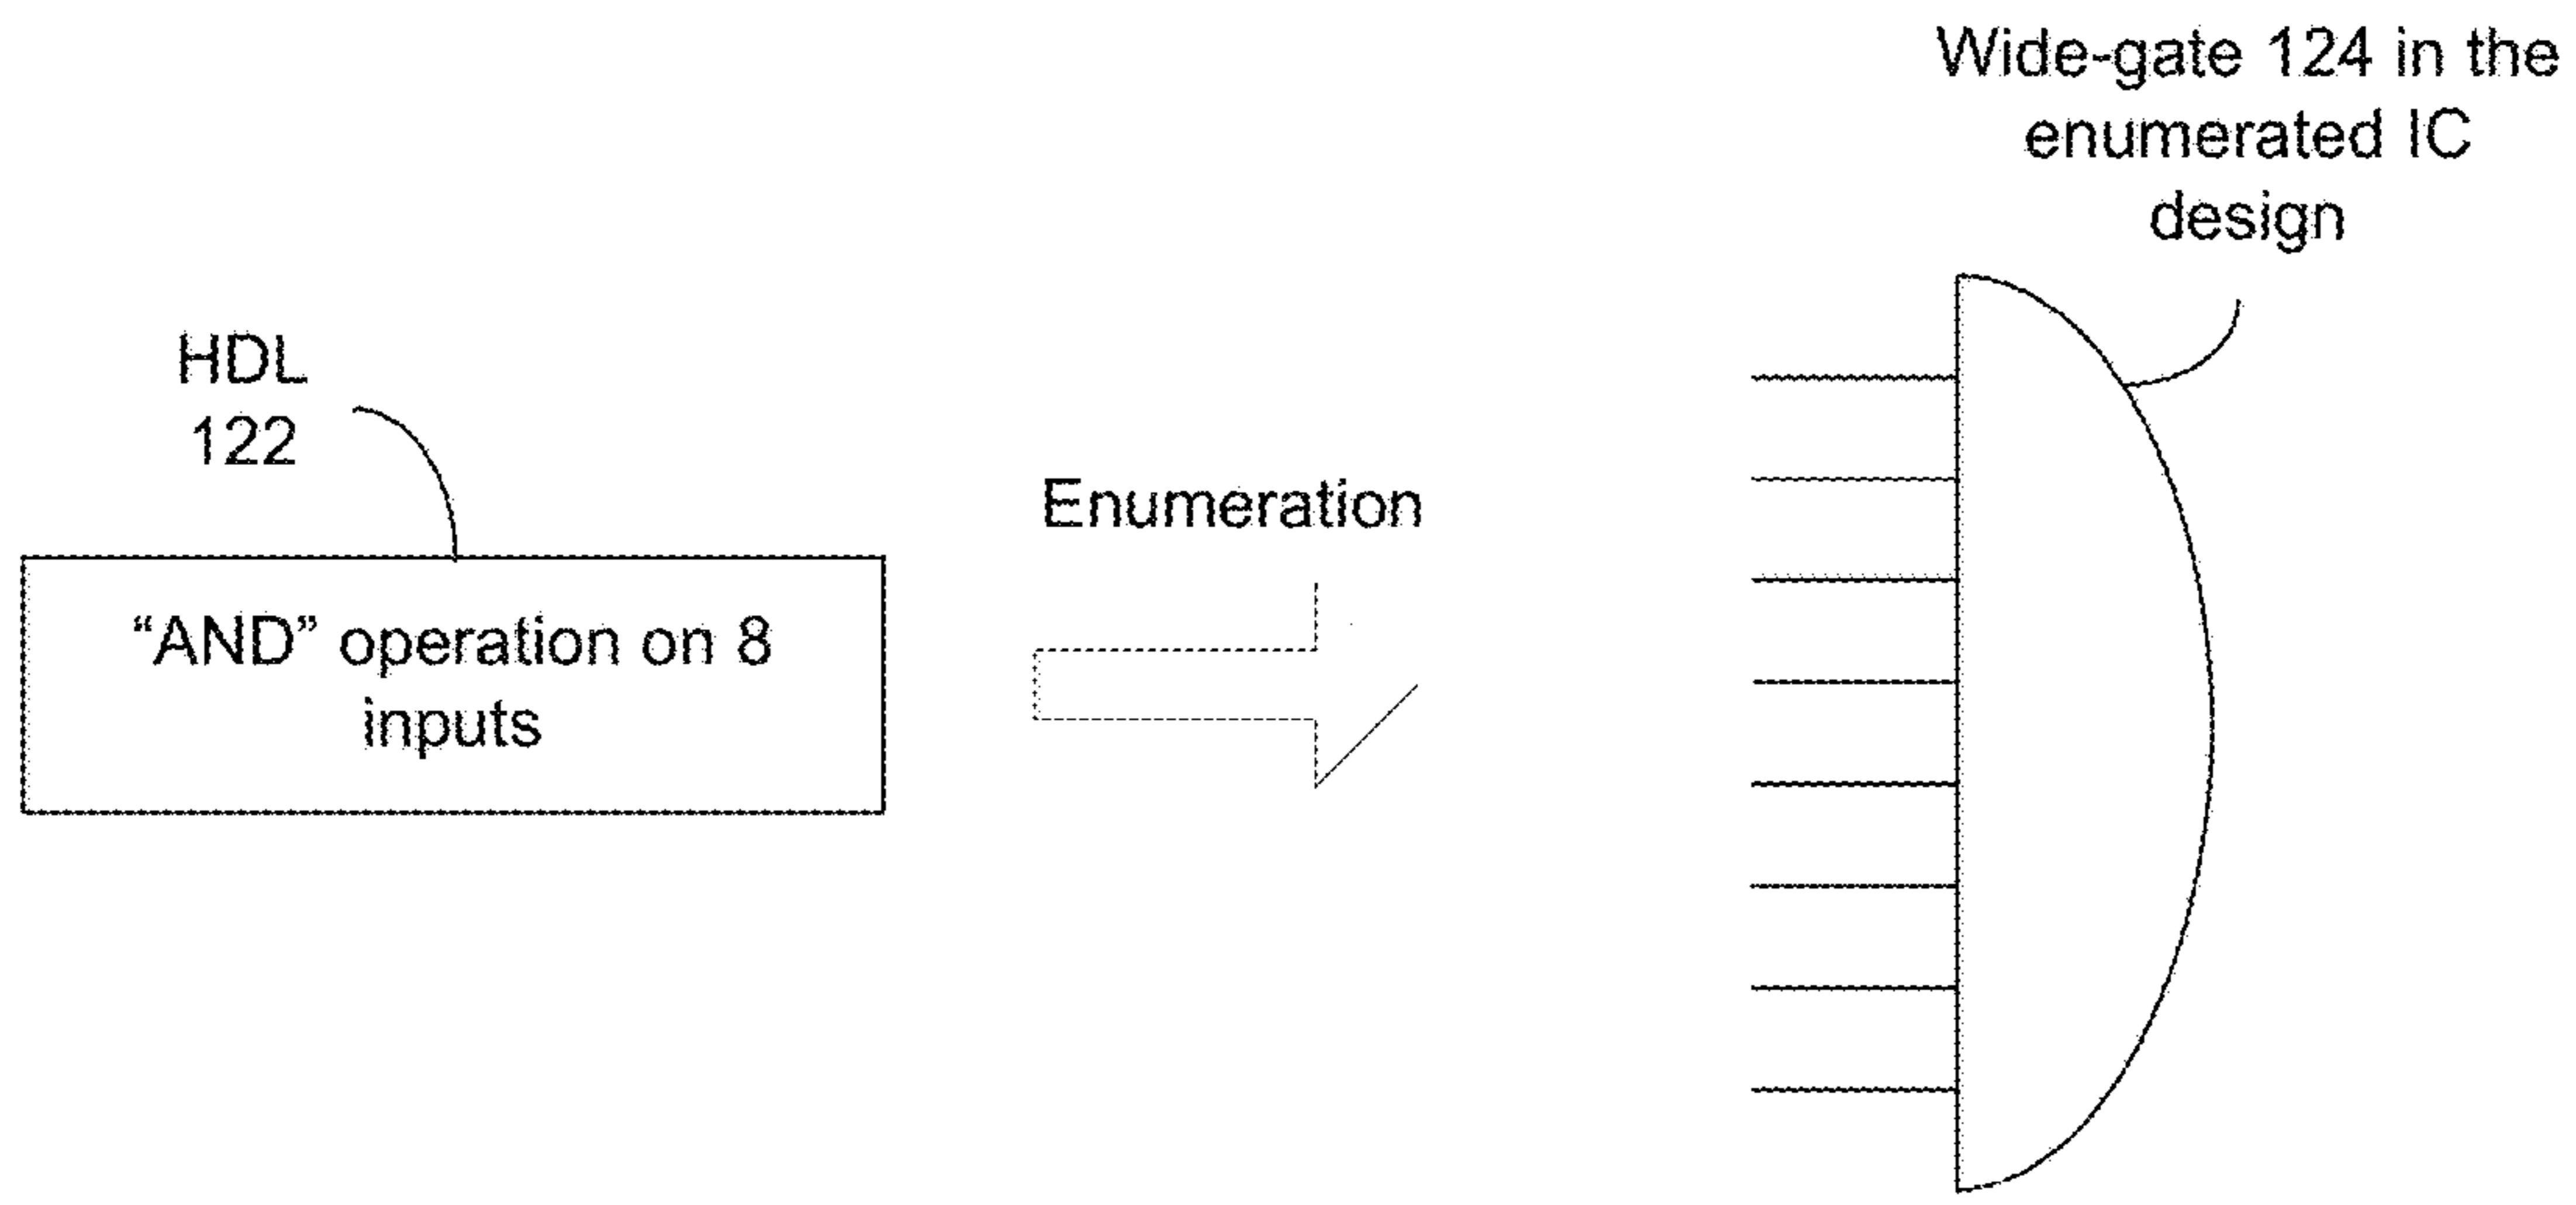 Wide-gate 124 in the
enumerated IC
design
HDL
122
Enumeration
“AND” operation on 8
inputs